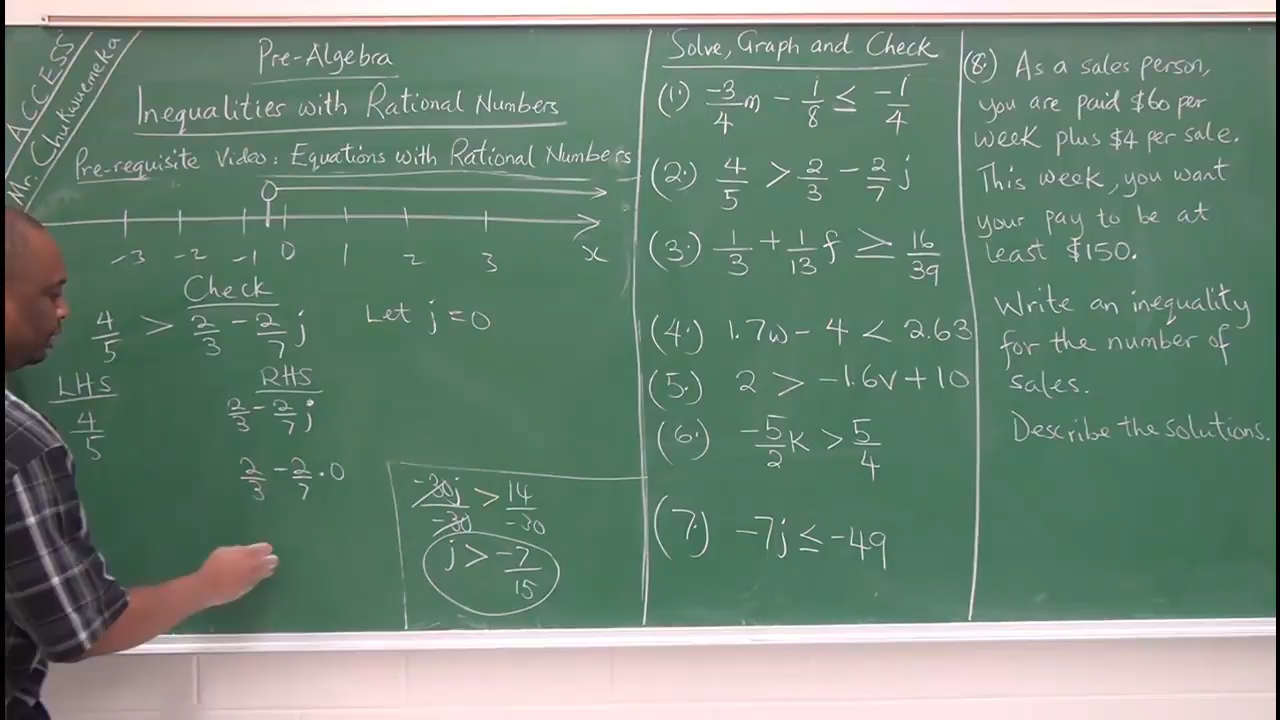 ACCESS
Mr. Chukwuemeka
Pre-Algebra
Inequalities with Rational Numbers
Pre-requisite Video: Equations with Rational Numbers
-3 -2 -1 0 1 2 3 x
Check
4/5 > 2/3 - 2/7 j
Let j = 0
LHS
4/5
RHS
2/3 - 2/7 j
2/3 - 2/7 • 0
-30j/-30 > 14/-30
j > -7/15
Solve, Graph and Check
(1.) -3/4 m - 1/8 ≤ -1/4
(2.) 4/5 > 2/3 - 2/7 j
(3.) 1/3 + 1/13 f ≥ 16/39
(4.) 1.7w - 4 < 2.63
(5.) 2 > -1.6v + 10
(6.) -5/2 k > 5/4
(7.) -7j ≤ -49
(8.) As a sales person,
you are paid $60 per
week plus $4 per sale.
This week, you want
your pay to be at
least $150.
Write an inequality
for the number of
sales.
Describe the solutions.